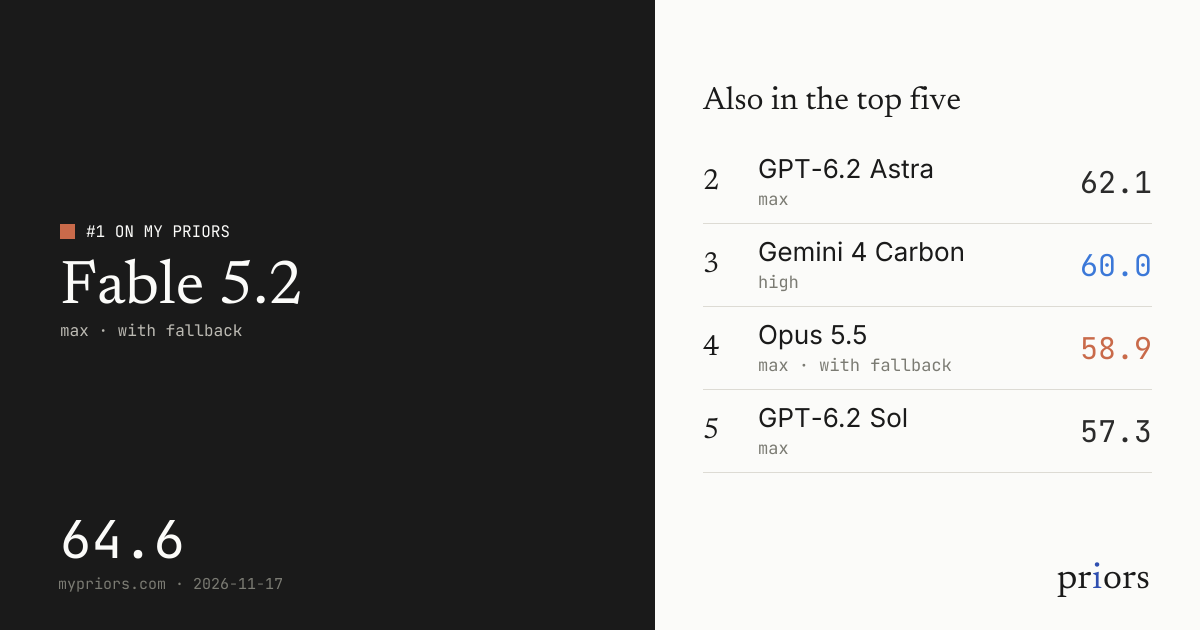 #1 ON MY PRIORS
Fable 5.2
max · with fallback
64.6
mypriors.com · 2026-11-17
Also in the top five
2 GPT-6.2 Astra 62.1
max
3 Gemini 4 Carbon 60.0
high
4 Opus 5.5 58.9
max · with fallback
5 GPT-6.2 Sol 57.3
max
priors